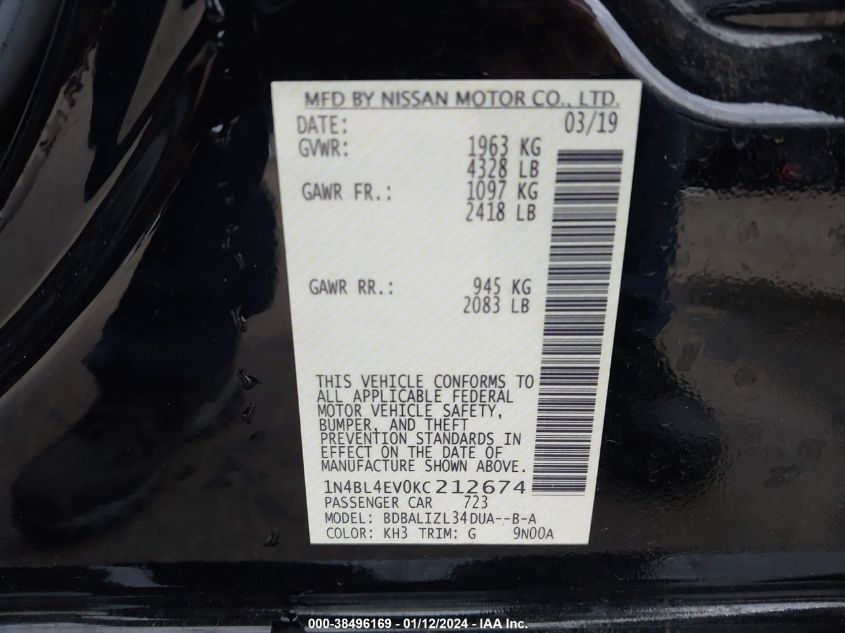 MFD BY NISSAN MOTOR CO., LTD.
DATE: 03/19
GVWR: 1963 KG
4328 LB
GAWR FR.: 1097 KG
2418 LB
GAWR RR.: 945 KG
2083 LB
THIS VEHICLE CONFORMS TO
ALL APPLICABLE FEDERAL
MOTOR VEHICLE SAFETY,
BUMPER, AND THEFT
PREVENTION STANDARDS IN
EFFECT ON THE DATE OF
MANUFACTURE SHOWN ABOVE.
1N4BL4EV0KC212674
PASSENGER CAR 723
MODEL: BDBALIZL34DUA--B-A
COLOR: KH3 TRIM: G 9N00A
000-38496169 - 01/12/2024 - IAA Inc.